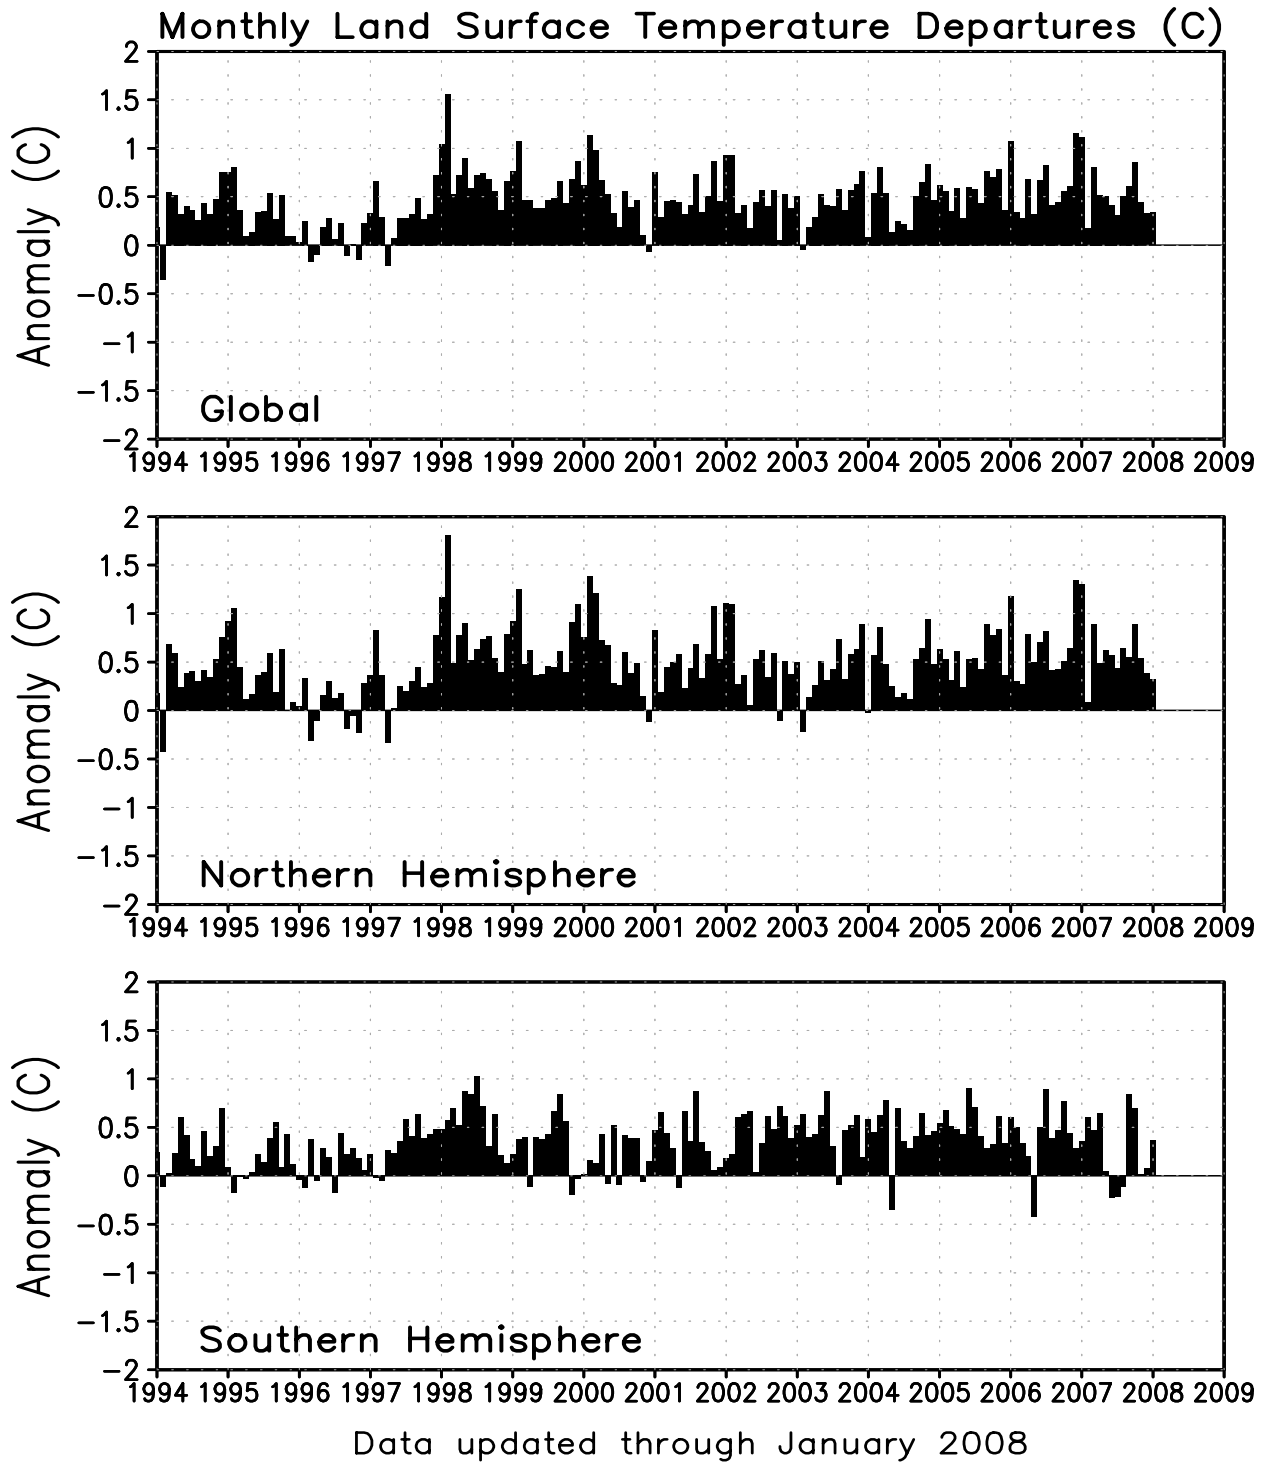 Monthly Land Surface Temperature Departures (C)
Anomaly (C)
2
1.5
1
0.5
0
−0.5
−1
−1.5
−2
Global
1994 1995 1996 1997 1998 1999 2000 2001 2002 2003 2004 2005 2006 2007 2008 2009
Anomaly (C)
2
1.5
1
0.5
0
−0.5
−1
−1.5
−2
Northern Hemisphere
1994 1995 1996 1997 1998 1999 2000 2001 2002 2003 2004 2005 2006 2007 2008 2009
Anomaly (C)
2
1.5
1
0.5
0
−0.5
−1
−1.5
−2
Southern Hemisphere
1994 1995 1996 1997 1998 1999 2000 2001 2002 2003 2004 2005 2006 2007 2008 2009
Data updated through January 2008